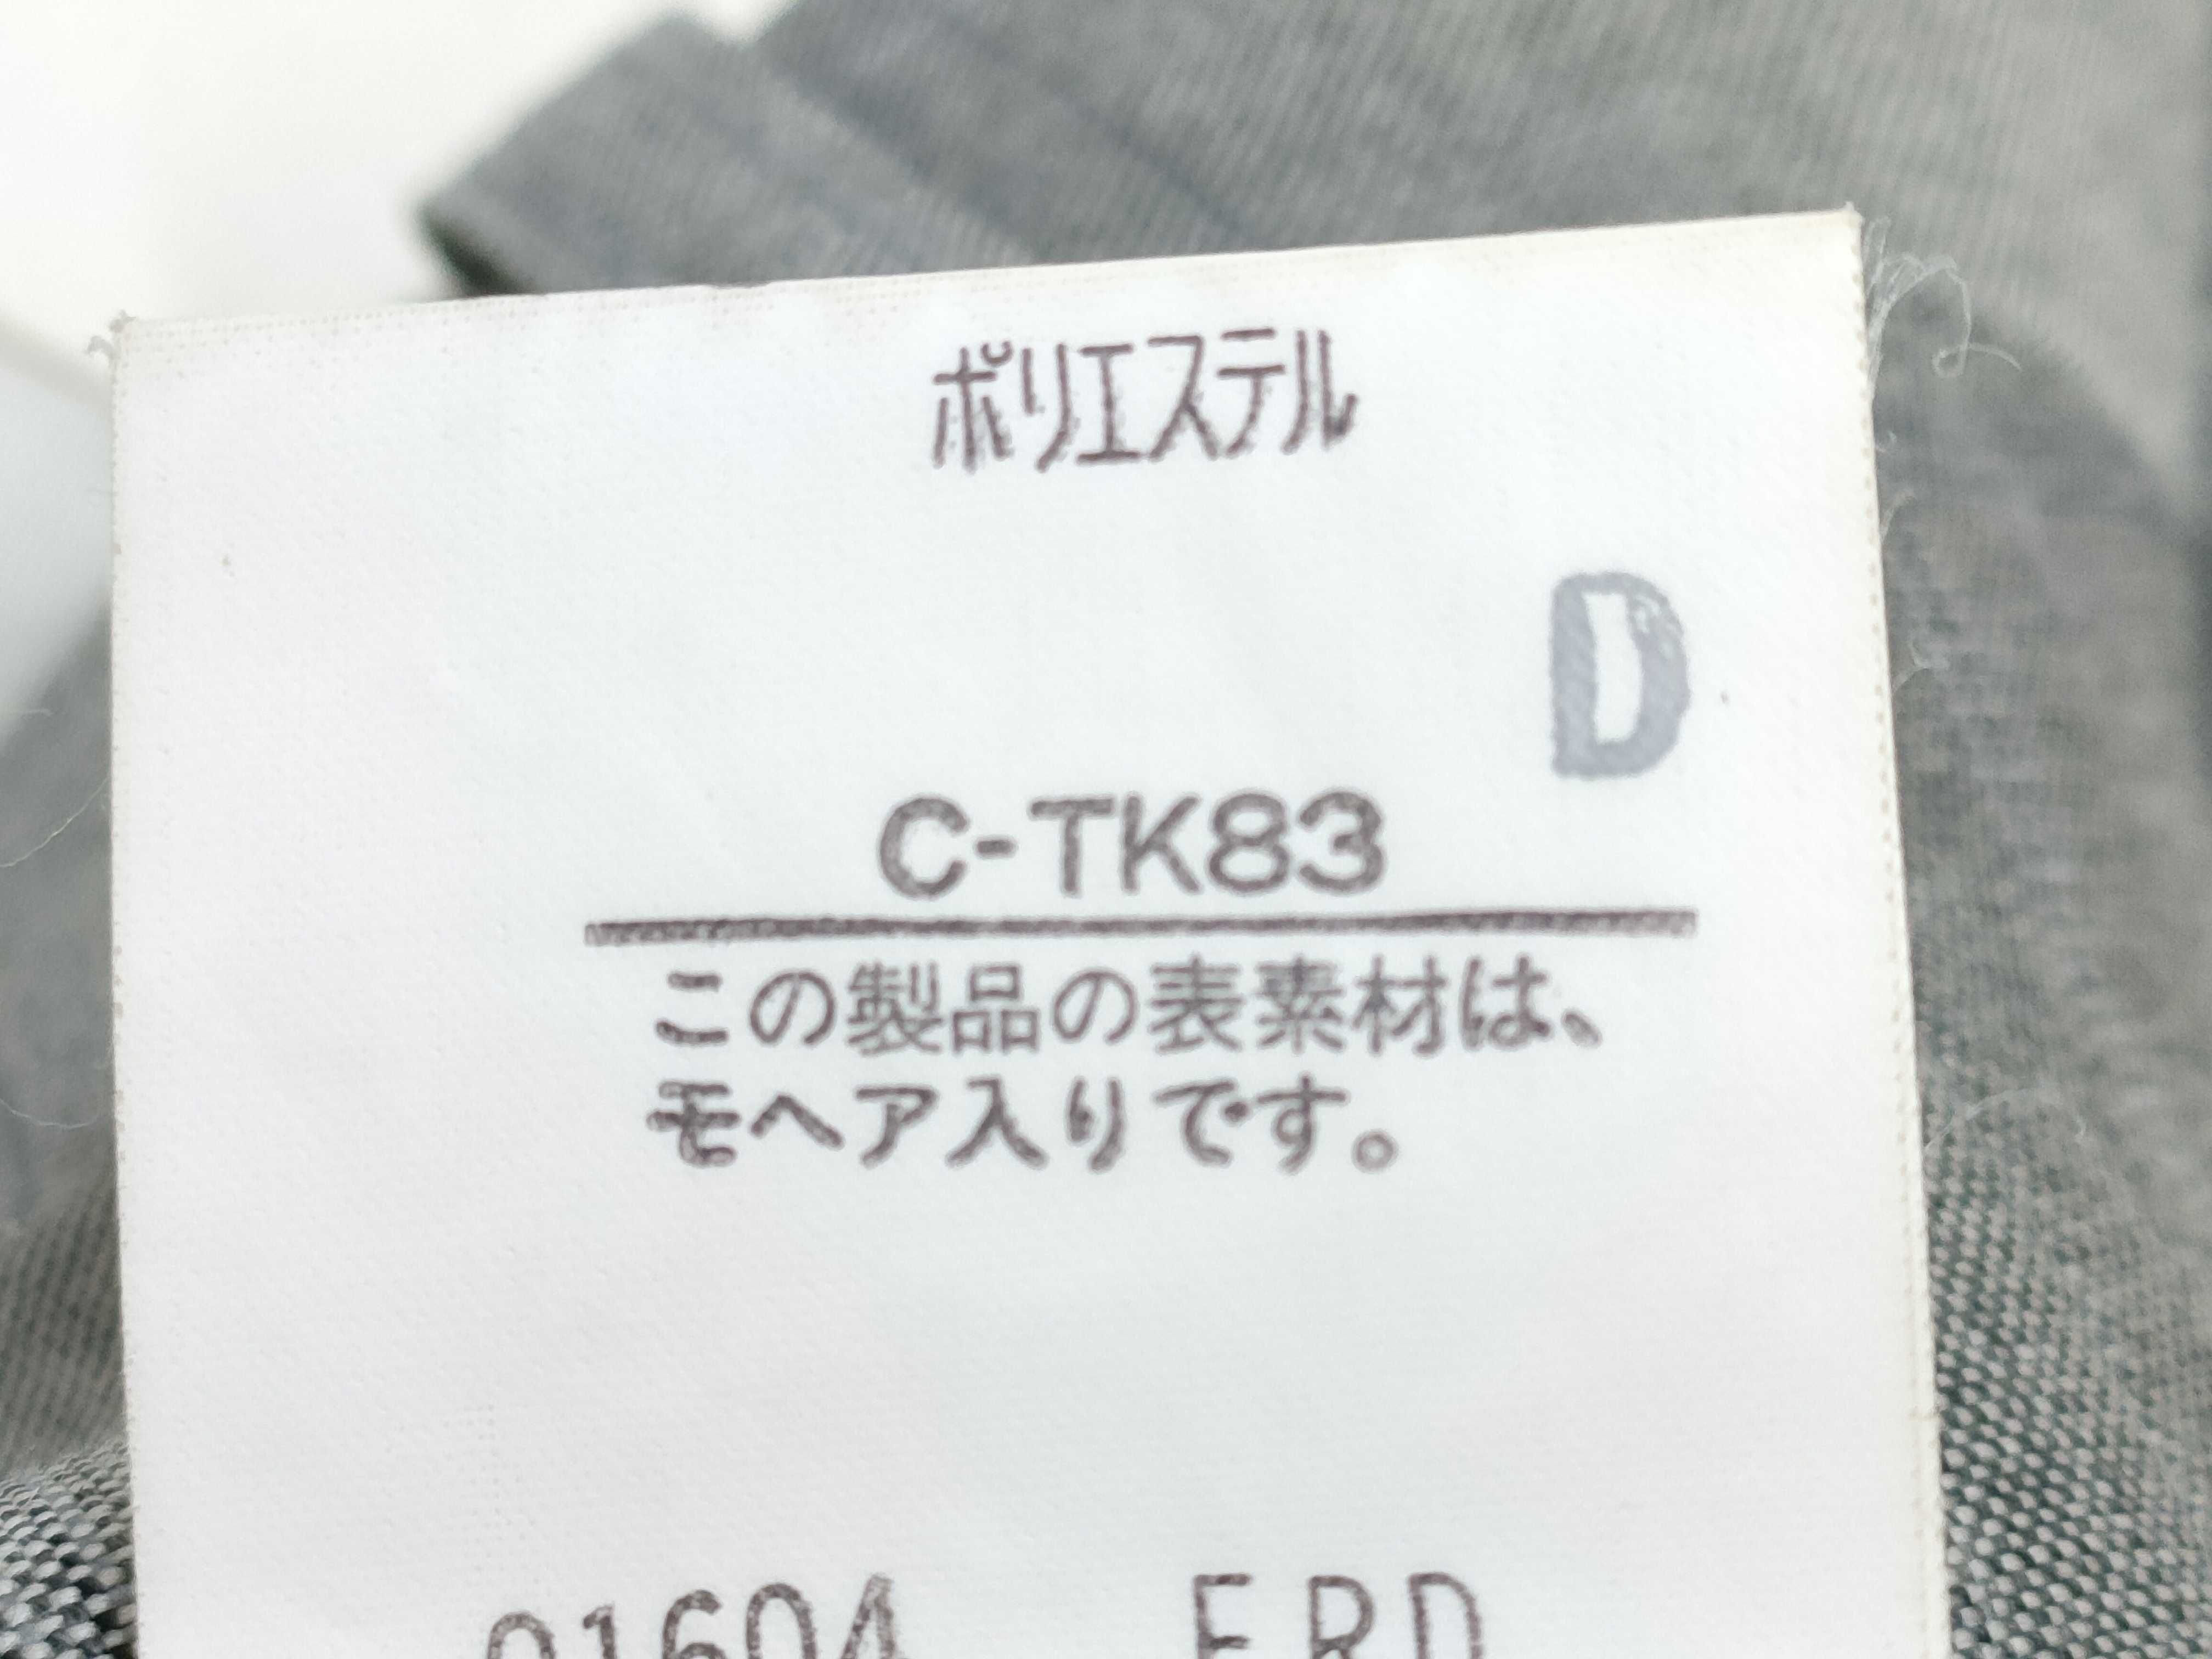 ポリエステル
D
C-TK83
この製品の表素材は、
モヘア入りです。